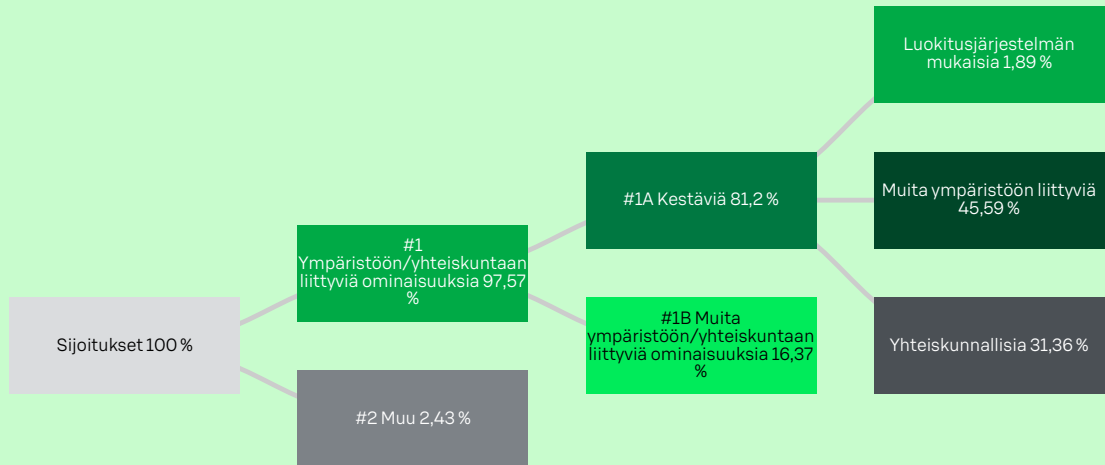 Luokitusjärjestelmän
mukaisia 1,89 %
#1A Kestäviä 81,2 %
Muita ympäristöön liittyviä
45,59 %
#1
Ympäristöön/yhteiskuntaan
liittyviä ominaisuuksia 97,57
%
Sijoitukset 100 %
#1B Muita
ympäristöön/yhteiskuntaan
liittyviä ominaisuuksia 16,37
%
Yhteiskunnallisia 31,36 %
#2 Muu 2,43 %